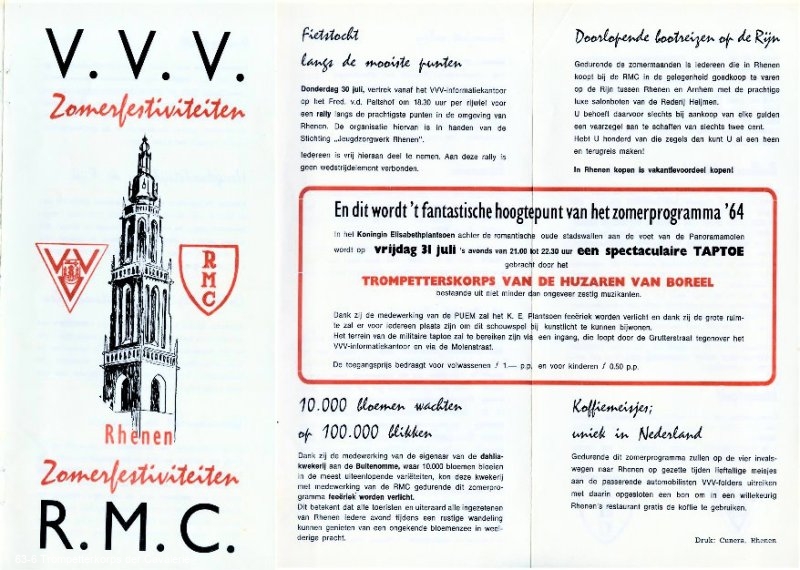 V. V. V.
Zomerfestiviteiten
VVV
RMC
Rhenen
Zomerfestiviteiten
R. M. C.
Fietstocht
langs de mooiste punten
Donderdag 30 juli, vertrek vanaf het VVV-informatiekantoor
op het Fred. v.d. Paltshof om 18.30 uur per rijwiel voor
een rally langs de prachtigste punten in de omgeving van
Rhenen. De organisatie hiervan is in handen van de
Stichting „Jeugdzorgwerk Rhenen".
Iedereen is vrij hieraan deel te nemen. Aan deze rally is
geen wedstrijdelement verbonden.
Doorlopende bootreizen op de Rijn
Gedurende de zomermaanden is iedereen die in Rhenen
koopt bij de RMC in de gelegenheid goedkoop te varen
op de Rijn tussen Rhenen en Arnhem met de prachtige
luxe salonboten van de Rederij Heijmen.
U behoeft daarvoor slechts bij aankoop van elke gulden
een vaarzegel aan te schaffen van slechts twee cent.
Hebt U honderd van die zegels dan kunt U al een heen
en terugreis maken!
In Rhenen kopen is vakantievoordeel kopen!
En dit wordt 't fantastische hoogtepunt van het zomerprogramma '64
In het Koningin Elisabethplantsoen achter de romantische oude stadswallen aan de voet van de Panoramamolen
wordt op vrijdag 31 juli 's avonds van 21.00 tot 22.30 uur een spectaculaire TAPTOE
gebracht door het
TROMPETTERSKORPS VAN DE HUZAREN VAN BOREEL
bestaande uit niet minder dan ongeveer zestig muzikanten.
Dank zij de medewerking van de PUEM zal het K. E. Plantsoen feeëriek worden verlicht en dank zij de grote ruim-
te zal er voor iedereen plaats zijn om dit schouwspel bij kunstlicht te kunnen bijwonen.
Het terrein van de militaire taptoe zal te bereiken zijn via een ingang, die loopt door de Grutterstraat tegenover het
VVV-informatiekantoor en via de Molenstraat.
De toegangsprijs bedraagt voor volwassenen f 1.— p.p. en voor kinderen f 0.50 p.p.
10.000 bloemen wachten
op 100.000 blikken
Dank zij de medewerking van de eigenaar van de dahlia-
kwekerij aan de Buitenomme, waar 10.000 bloemen bloeien
in de meest uiteenlopende variëteiten, kon deze kwekerij
met medewerking van de RMC gedurende dit zomerpro-
gramma feeëriek worden verlicht.
Dit betekent dat alle toeristen en uiteraard alle ingezetenen
van Rhenen iedere avond tijdens een rustige wandeling
kunnen genieten van een ongekende bloemenzee in weel-
derige pracht.
Koffiemeisjes;
uniek in Nederland
Gedurende dit zomerprogramma zullen op de vier invals-
wegen naar Rhenen op gezette tijden lieftallige meisjes
aan de passerende automobilisten VVV-folders uitreiken
met daarin opgesloten een bon om in een willekeurig
Rhenen's restaurant gratis de koffie te gebruiken.
Druk: Cunera, Rhenen